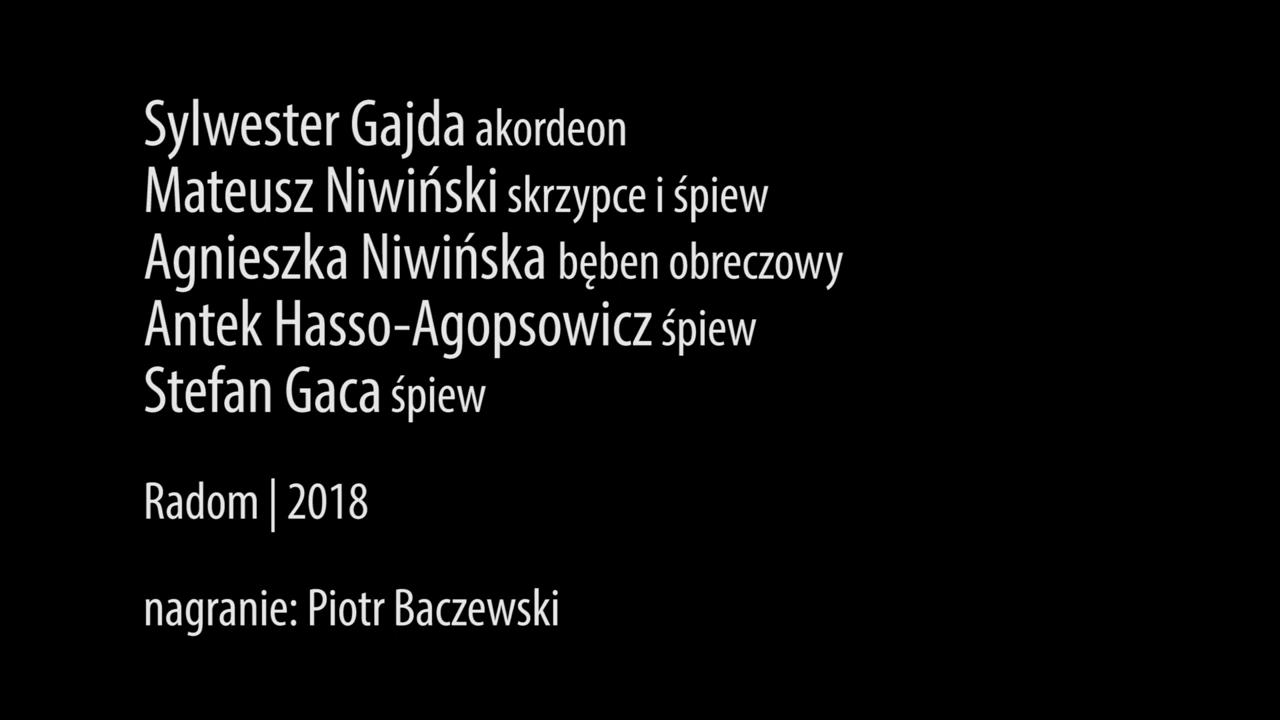 Sylwester Gajda akordeon
Mateusz Niwiński skrzypce i śpiew
Agnieszka Niwińska bęben obreczowy
Antek Hasso-Agopsowicz śpiew
Stefan Gaca śpiew
Radom | 2018
nagranie: Piotr Baczewski